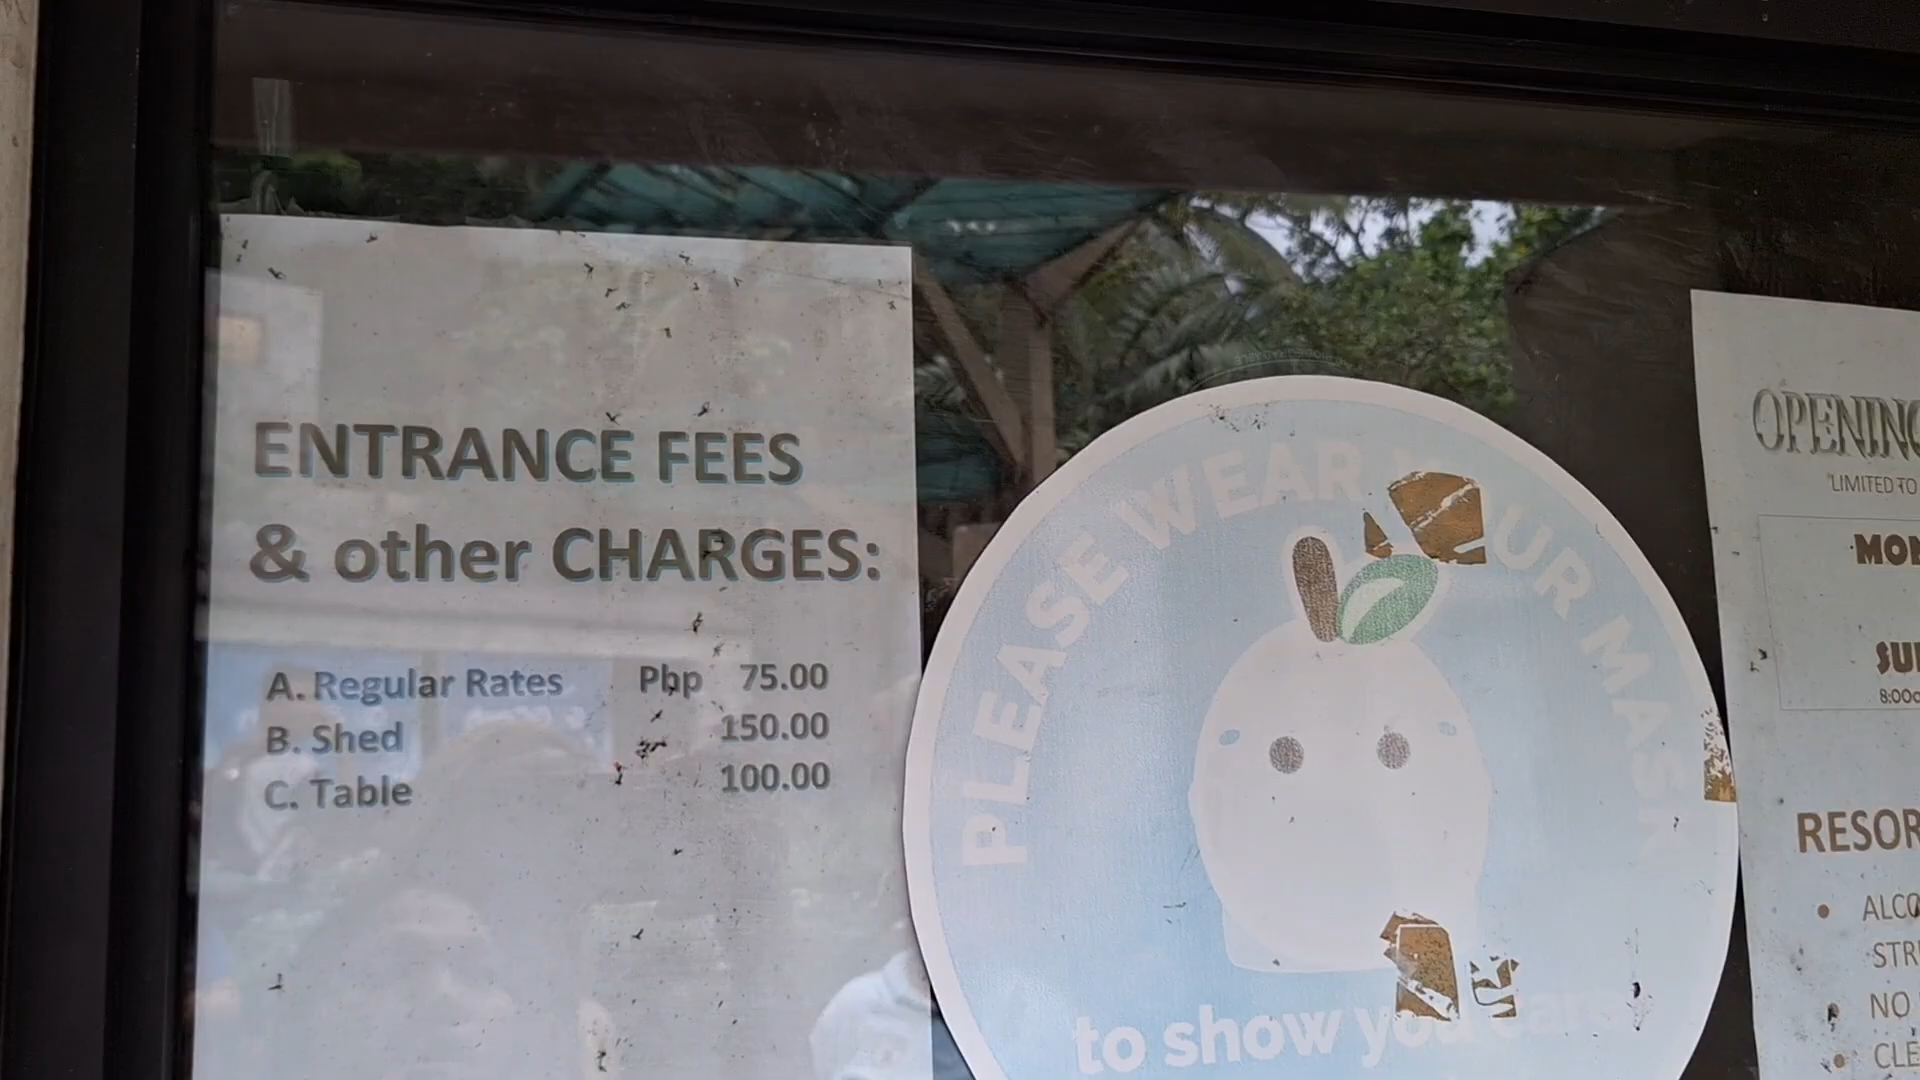 ENTRANCE FEES
& other CHARGES:
A. Regular Rates Php 75.00
B. Shed 150.00
C. Table 100.00
PLEASE WEAR UR MASK
to show you care
OPENING
"LIMITED TO
MON
SU
8:00
RESOR
ALCO
STR
NO
CLE